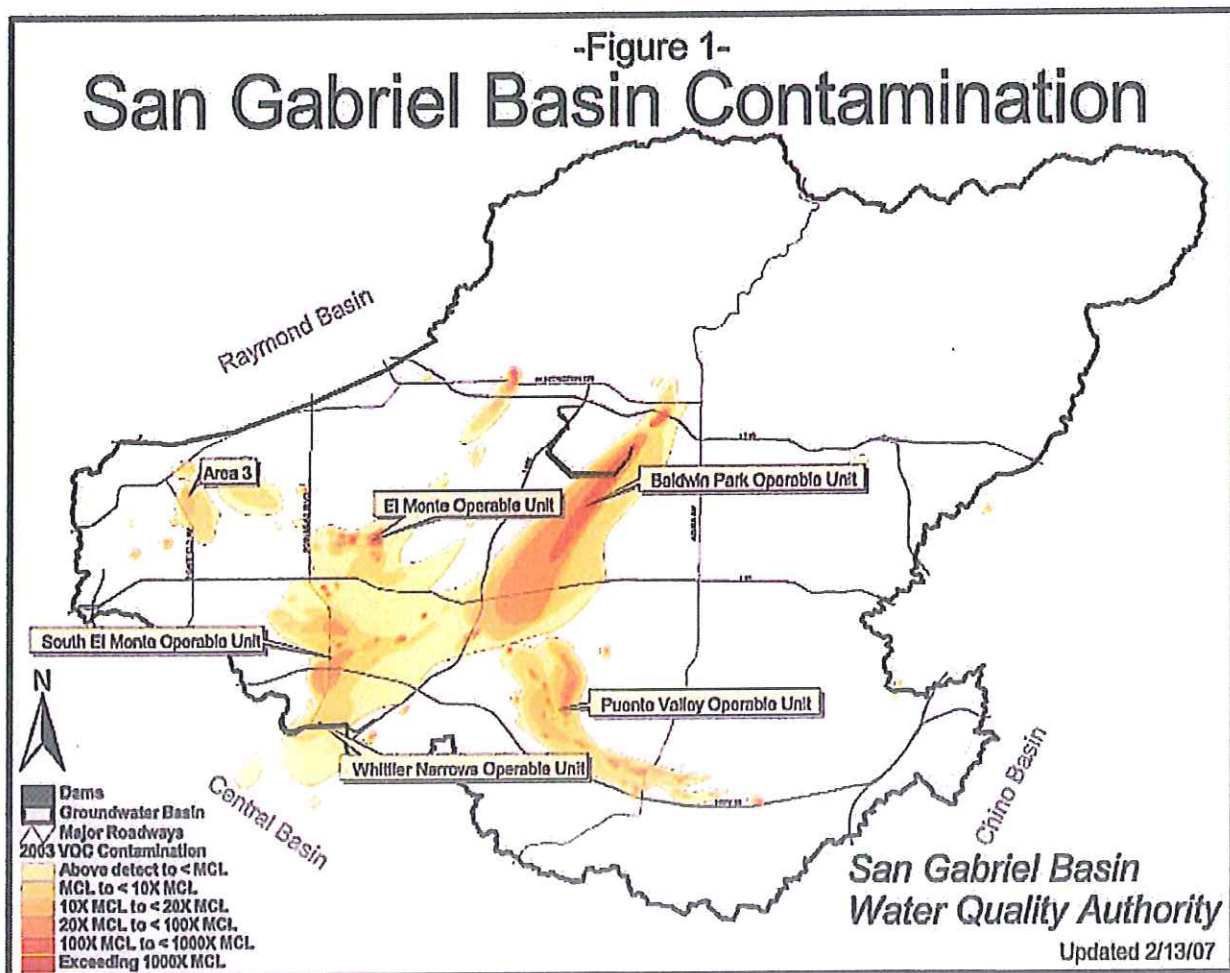 -Figure 1-
San Gabriel Basin Contamination
Raymond Basin
Area 3
El Monte Operable Unit
Baldwin Park Operable Unit
South El Monte Operable Unit
N
Puente Valley Operable Unit
Whittier Narrows Operable Unit
Central Basin
Chino Basin
Dams
Groundwater Basin
Major Roadways
2003 VOC Contamination
Above detect to < MCL
MCL to < 10X MCL
10X MCL to < 20X MCL
20X MCL to < 100X MCL
100X MCL to < 1000X MCL
Exceeding 1000X MCL
San Gabriel Basin
Water Quality Authority
Updated 2/13/07